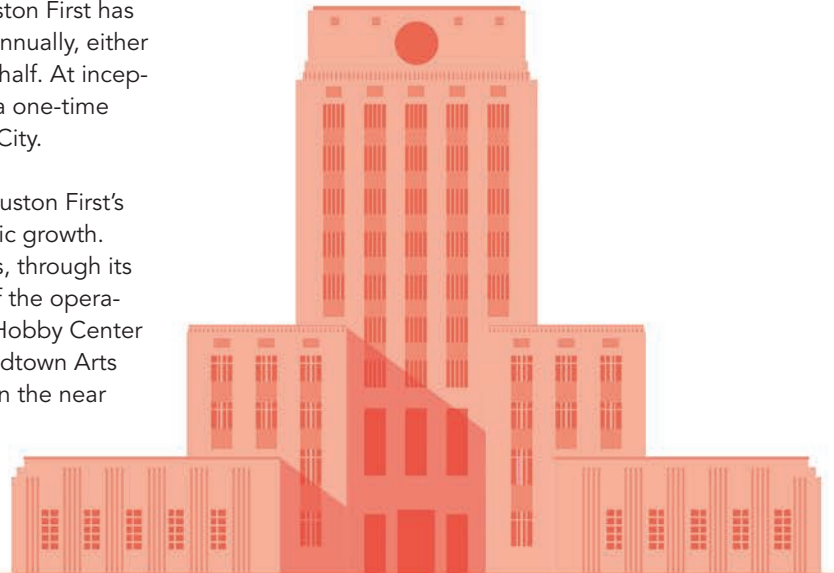 ston First has
annually, either
half. At incep-
a one-time
City.
uston First's
ic growth.
s, through its
f the opera-
Hobby Center
dtown Arts
n the near